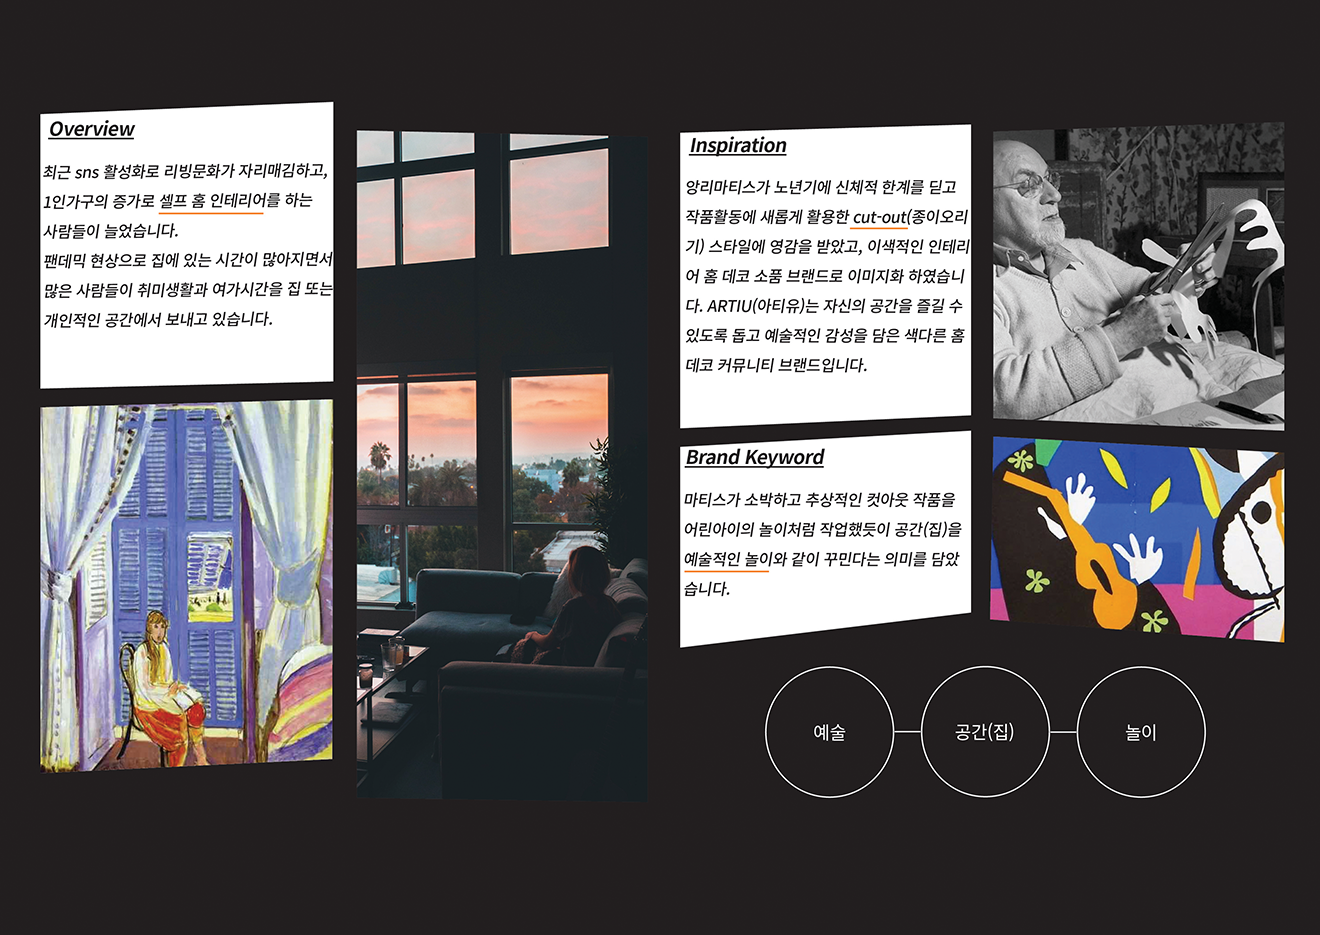 Overview
최근 sns 활성화로 리빙문화가 자리매김하고,
1인가구의 증가로 셀프 홈 인테리어를 하는
사람들이 늘었습니다.
팬데믹 현상으로 집에 있는 시간이 많아지면서
많은 사람들이 취미생활과 여가시간을 집 또는
개인적인 공간에서 보내고 있습니다.
Inspiration
앙리마티스가 노년기에 신체적 한계를 딛고
작품활동에 새롭게 활용한 cut-out(종이오리
기) 스타일에 영감을 받았고, 이색적인 인테리
어 홈 데코 소품 브랜드로 이미지화 하였습니
다. ARTIU(아티유)는 자신의 공간을 즐길 수
있도록 돕고 예술적인 감성을 담은 색다른 홈
데코 커뮤니티 브랜드입니다.
Brand Keyword
마티스가 소박하고 추상적인 컷아웃 작품을
어린아이의 놀이처럼 작업했듯이 공간(집)을
예술적인 놀이와 같이 꾸민다는 의미를 담았
습니다.
예술
공간(집)
놀이